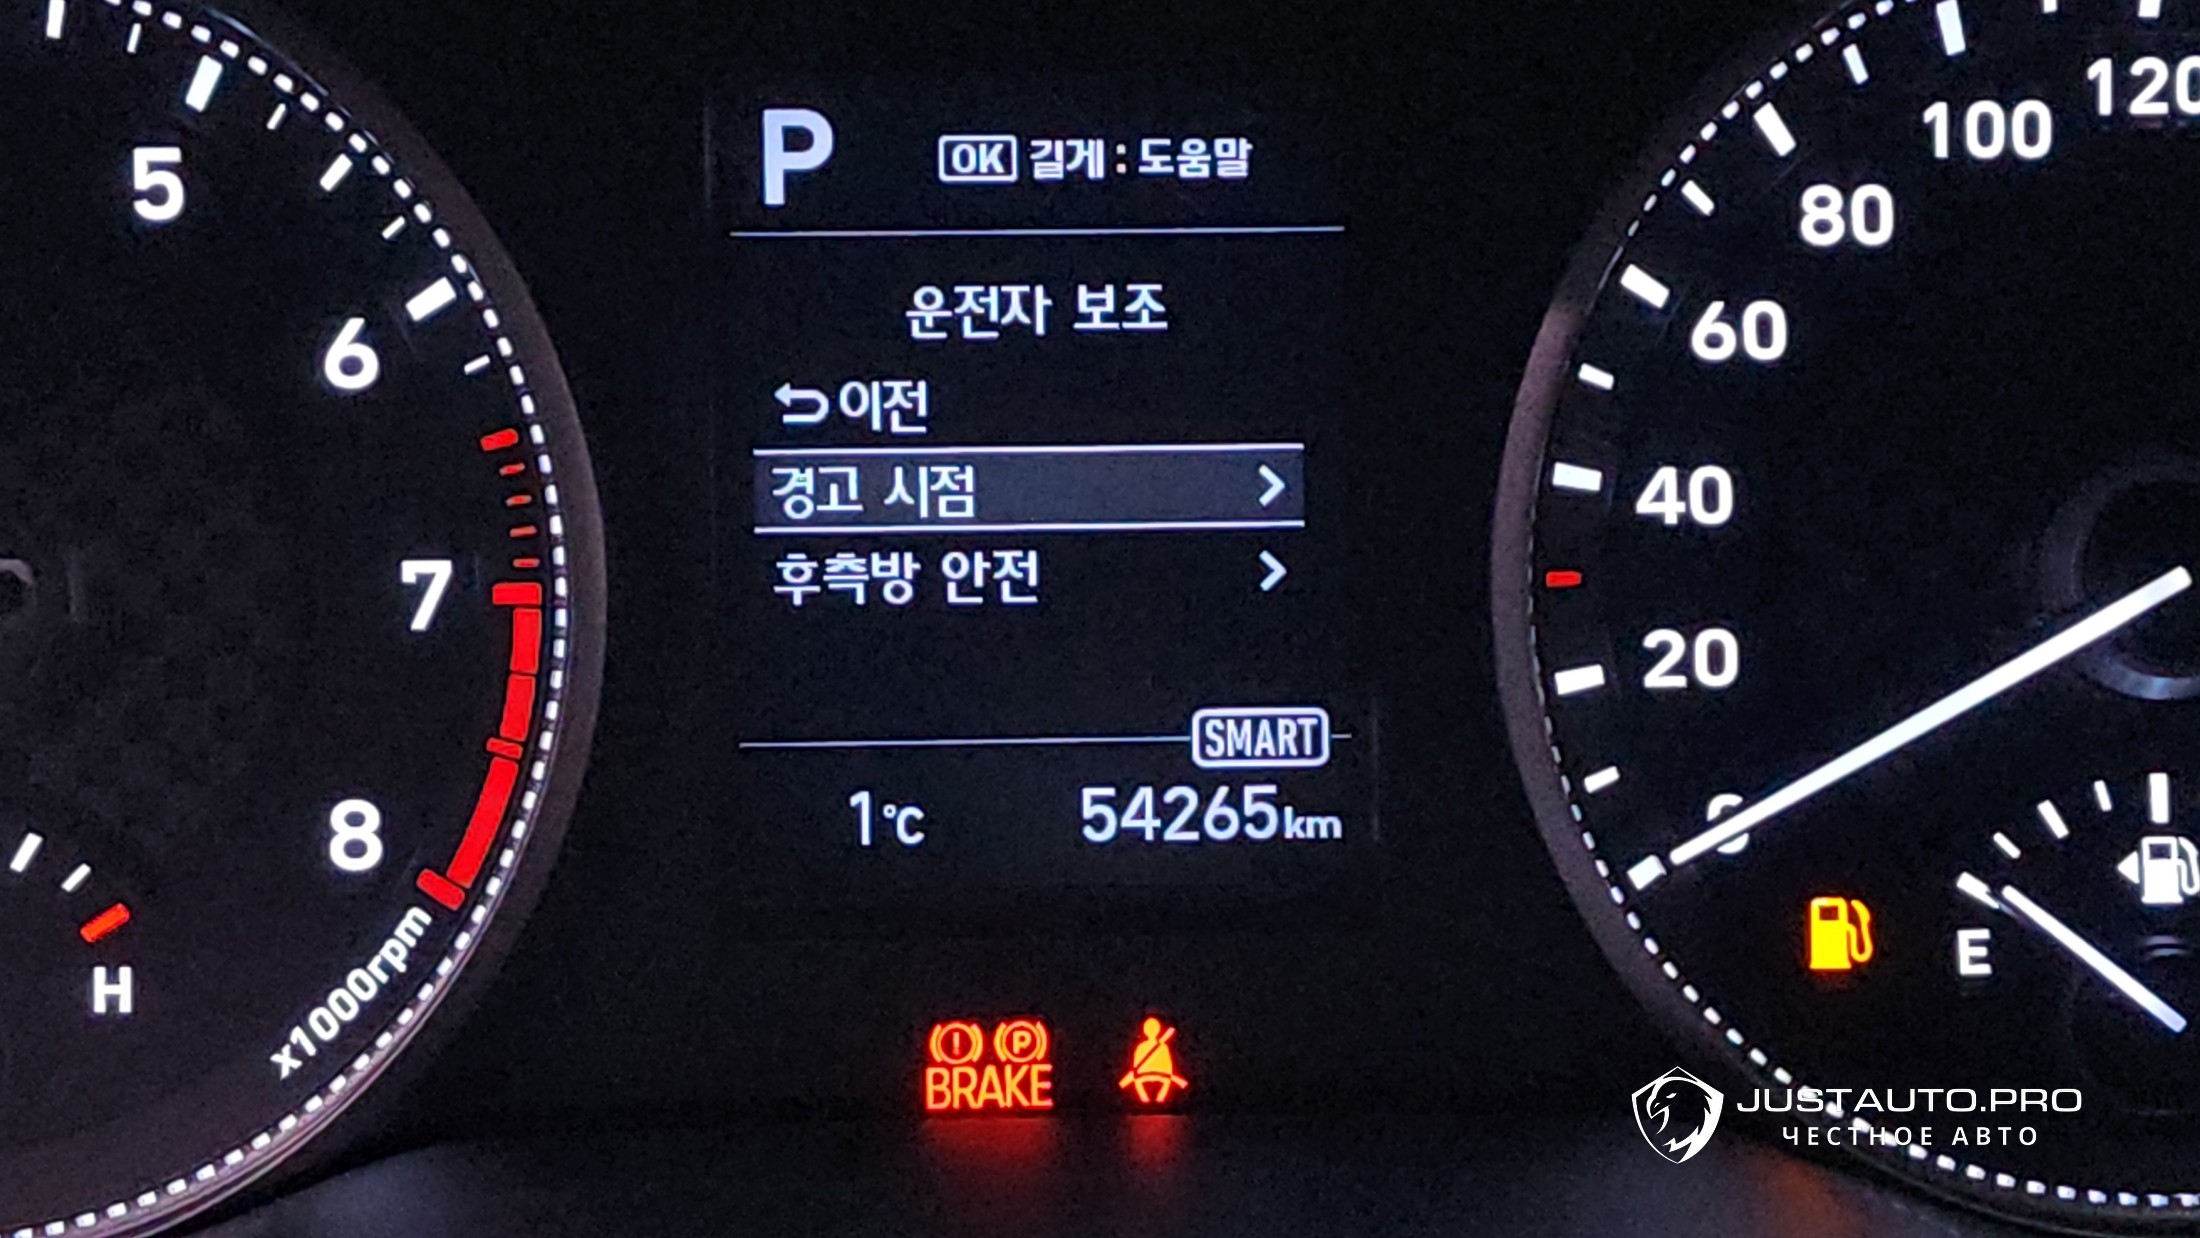 5
6
7
8
x1000rpm
H
P
OK 길게 : 도움말
운전자 보조
이전
경고 시점
후측방 안전
SMART
1°C
54265km
BRAKE
120
100
80
60
40
20
0
E
JUSTAUTO.PRO
ЧЕСТНОЕ АВТО